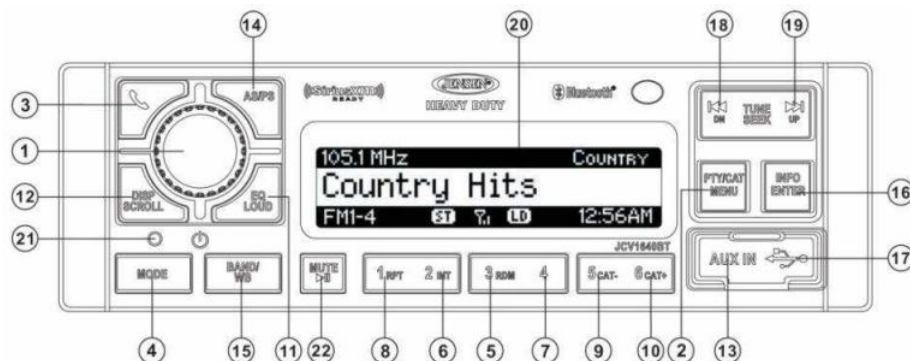 14 20 18 19
3 AS/PS ((SiriusXM)) READY JENSEN HEAVY DUTY Bluetooth® DN TUNE SEEK UP
1
105.1 MHz COUNTRY
Country Hits
FM1-4 ST LD 12:56AM
12 DISP SCROLL EQ LOUD PTY/CAT MENU INFO ENTER 16
21 JCV1640BT
MODE BAND/WB MUTE 1 RPT 2 INT 3 RDM 4 5 CAT- 6 CAT+ AUX IN 17
4 15 11 22 8 6 5 7 9 10 2 13